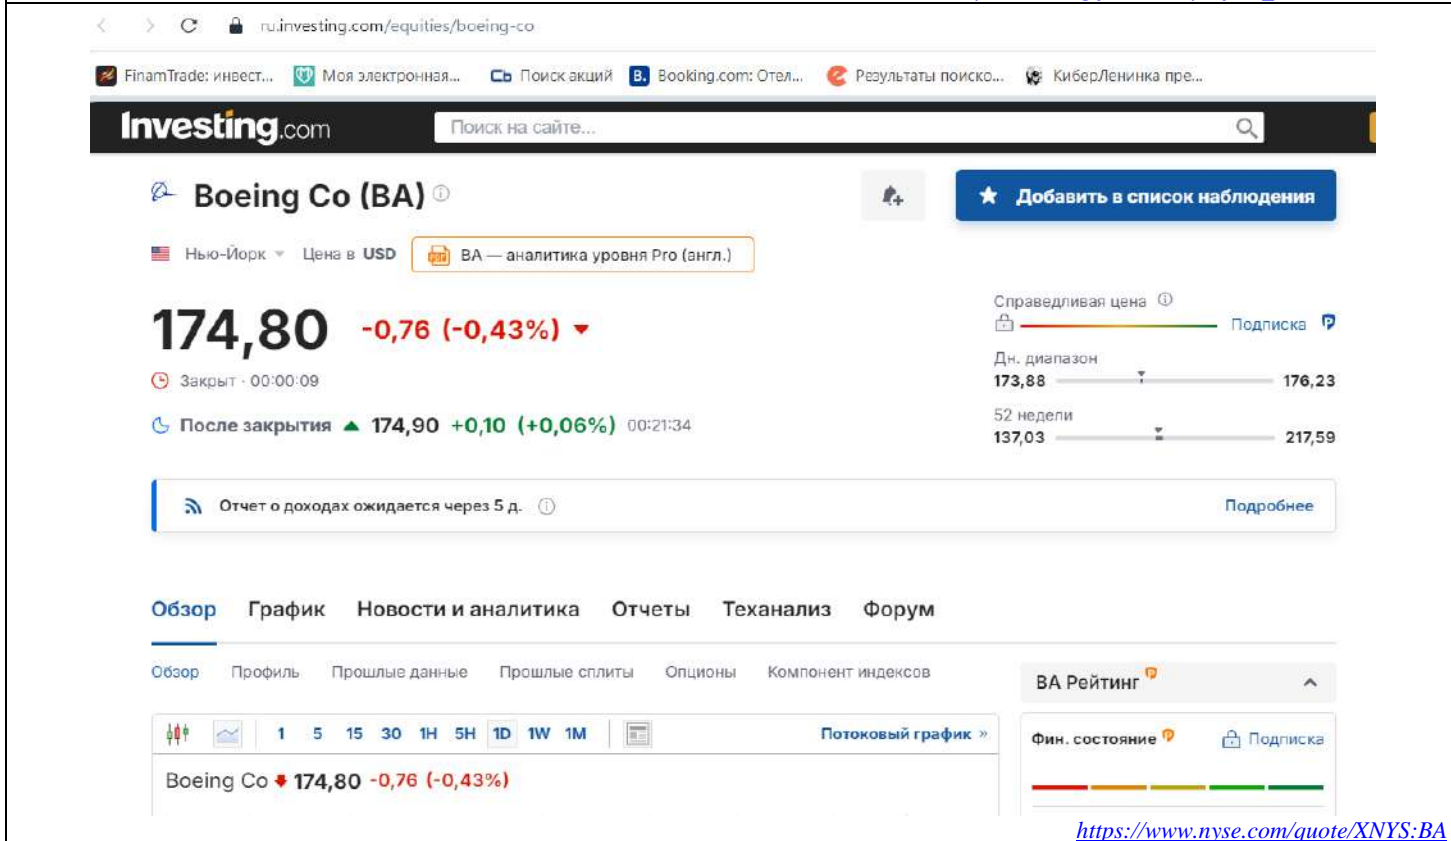 ru.investing.com/equities/boeing-co
FinamTrade: инвест... Моя электронная... Сь Поиск акций B. Booking.com: Отел... Результаты поиско... КиберЛенинка пре...
Investing.com Поиск на сайте...
Boeing Co (BA) Добавить в список наблюдения
Нью-Йорк Цена в USD BA — аналитика уровня Pro (англ.)
Справедливая цена
174,80 -0,76 (-0,43%) Подписка
Дн. диапазон
Закрыт · 00:00:09 173,88 176,23
52 недели
После закрытия 174,90 +0,10 (+0,06%) 00:21:34 137,03 217,59
Отчет о доходах ожидается через 5 д. Подробнее
Обзор График Новости и аналитика Отчеты Теханализ Форум
Обзор Профиль Прошлые данные Прошлые сплиты Опционы Компонент индексов
BA Рейтинг
1 5 15 30 1H 5H 1D 1W 1M Потоковый график »
Фин. состояние Подписка
Boeing Co 174,80 -0,76 (-0,43%)
https://www.nyse.com/quote/XNYS:BA